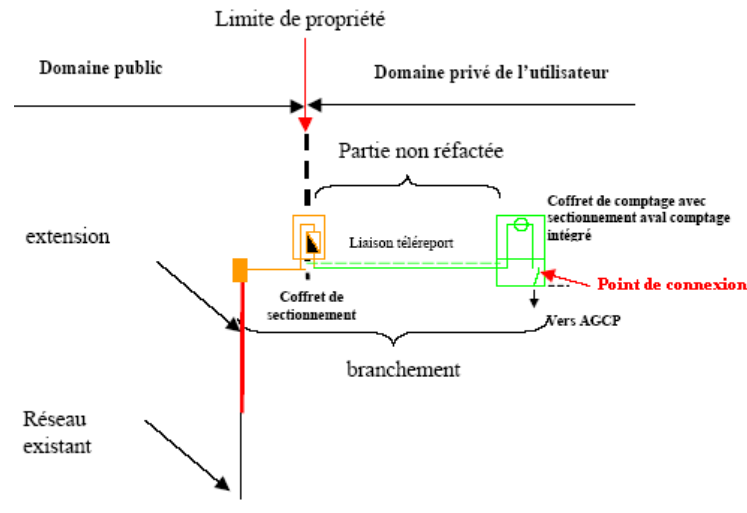 Limite de propriété
Domaine public
Domaine privé de l'utilisateur
Partie non réfactée
Coffret de comptage avec
sectionnement aval comptage
intégré
extension
Liaison téléreport
Point de connexion
Coffret de
sectionnement
Vers AGCP
branchement
Réseau
existant